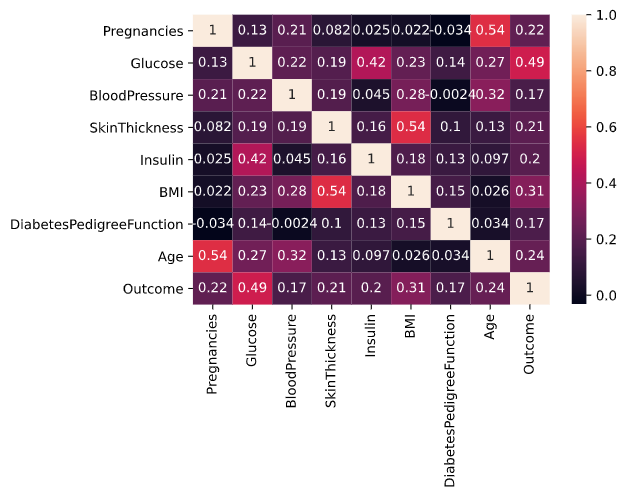 Pregnancies 1 0.13 0.21 0.082 0.025 0.022 -0.034 0.54 0.22
Glucose 0.13 1 0.22 0.19 0.42 0.23 0.14 0.27 0.49
BloodPressure 0.21 0.22 1 0.19 0.045 0.28 -0.0024 0.32 0.17
SkinThickness 0.082 0.19 0.19 1 0.16 0.54 0.1 0.13 0.21
Insulin 0.025 0.42 0.045 0.16 1 0.18 0.13 0.097 0.2
BMI 0.022 0.23 0.28 0.54 0.18 1 0.15 0.026 0.31
DiabetesPedigreeFunction -0.034 0.14 -0.0024 0.1 0.13 0.15 1 0.034 0.17
Age 0.54 0.27 0.32 0.13 0.097 0.026 0.034 1 0.24
Outcome 0.22 0.49 0.17 0.21 0.2 0.31 0.17 0.24 1
Pregnancies
Glucose
BloodPressure
SkinThickness
Insulin
BMI
DiabetesPedigreeFunction
Age
Outcome
1.0
0.8
0.6
0.4
0.2
0.0